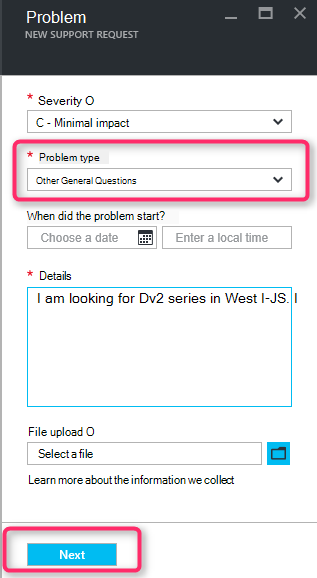 Problem
NEW SUPPORT REQUEST
* Severity O
C - Minimal impact
* Problem type
Other General Questions
When did the problem start?
Choose a date
Enter a local time
* Details
I am looking for Dv2 series in West I-JS. I
File upload O
Select a file
Learn more about the information we collect
Next